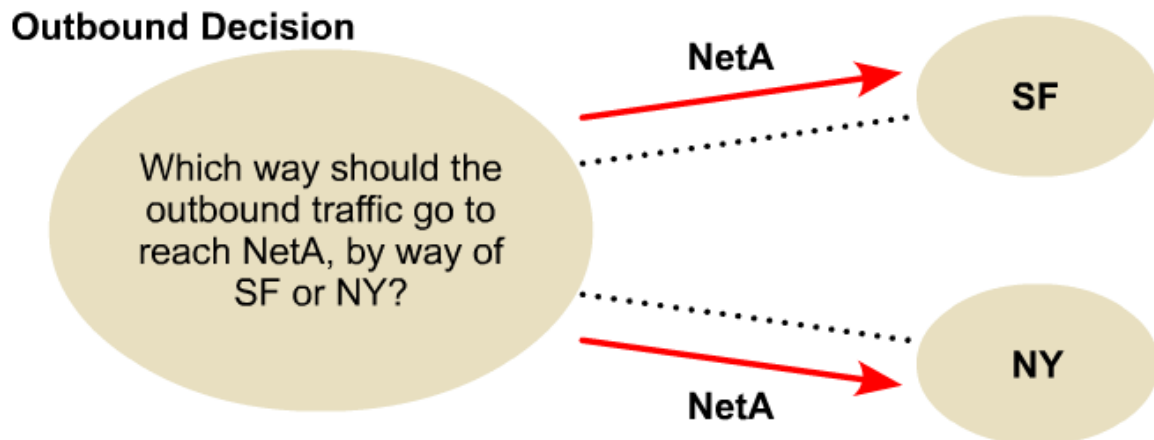 Outbound Decision
NetA
SF
Which way should the
outbound traffic go to
reach NetA, by way of
SF or NY?
NY
NetA